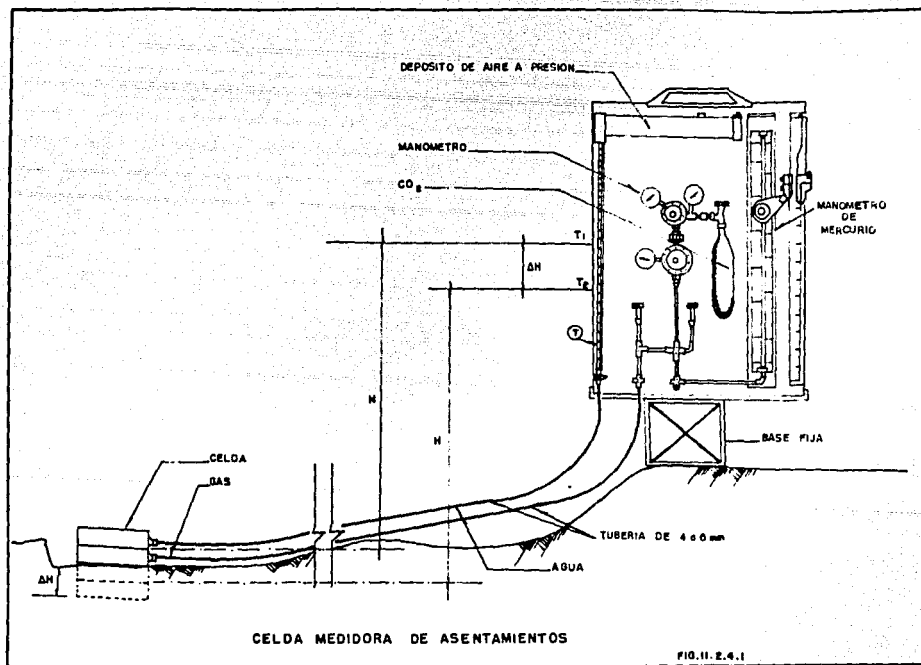 DEPOSITO DE AIRE A PRESION
MANOMETRO
CO2
MANOMETRO
DE
MERCURIO
T1
ΔH
T2
T
H
H
BASE FIJA
CELDA
GAS
TUBERIA DE 4 ó 6 mm
AGUA
ΔH
CELDA MEDIDORA DE ASENTAMIENTOS
FIG.II.2.4.1